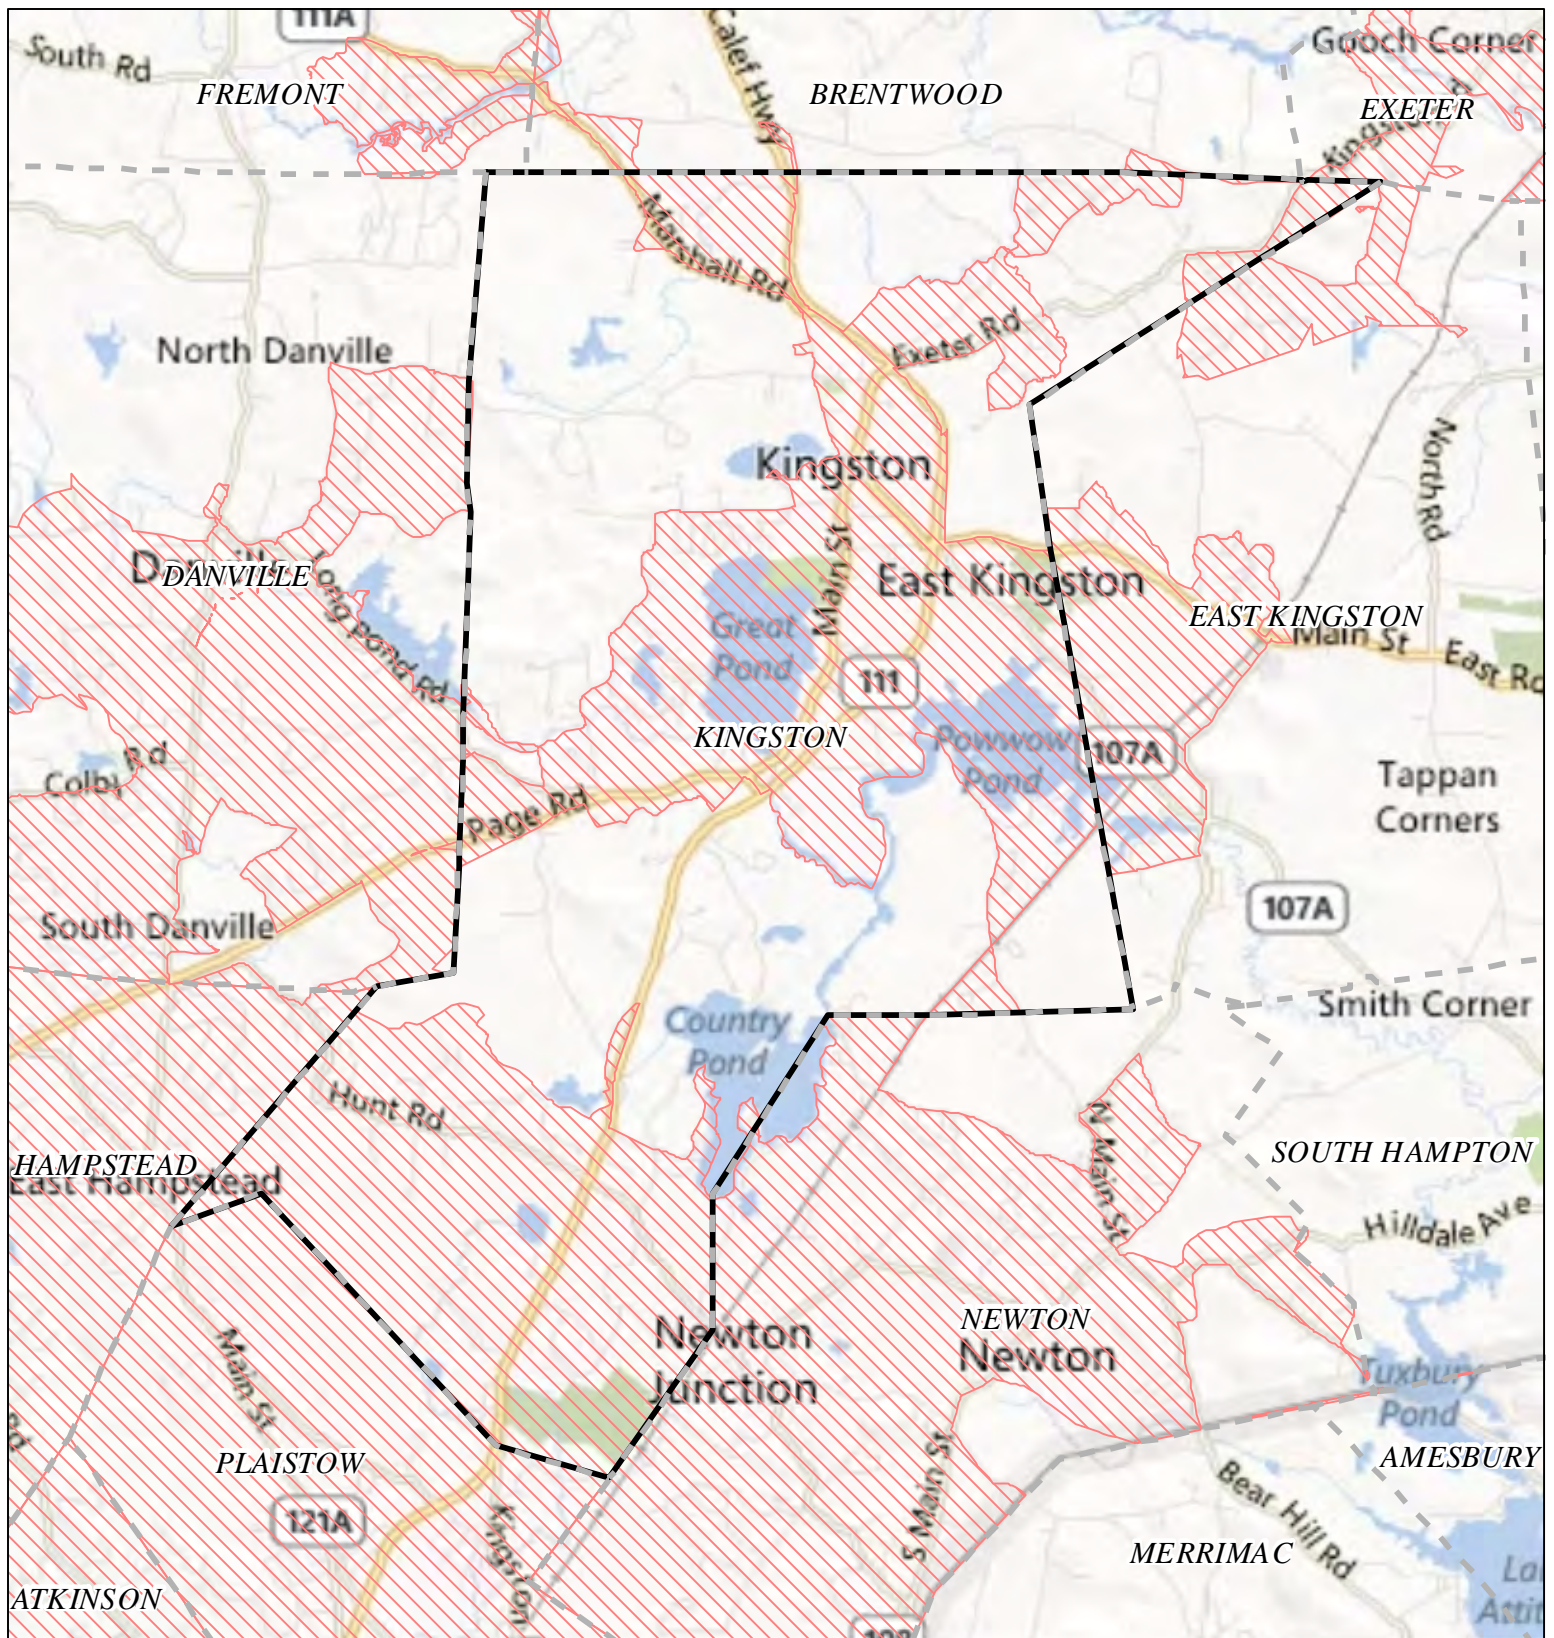 111A
South Rd
Calef Hwy
Gooch Corner
FREMONT
BRENTWOOD
EXETER
Kingston Rd
Marshall Rd
Exeter Rd
North Danville
Kingston
North Rd
Main St
DANVILLE
Long Pond Rd
East Kingston
EAST KINGSTON
Main St
East Rd
Great
Pond
111
KINGSTON
Powwow
Pond
107A
Colby Rd
Tappan
Corners
Page Rd
South Danville
107A
Smith Corner
Country
Pond
Hunt Rd
N Main St
HAMPSTEAD
East Hampstead
SOUTH HAMPTON
Hilldale Ave
NEWTON
Newton
Newton
Junction
Main St
Rd
Tuxbury
Pond
PLAISTOW
AMESBURY
121A
S Main St
Bear Hill Rd
Kingston
MERRIMAC
ATKINSON